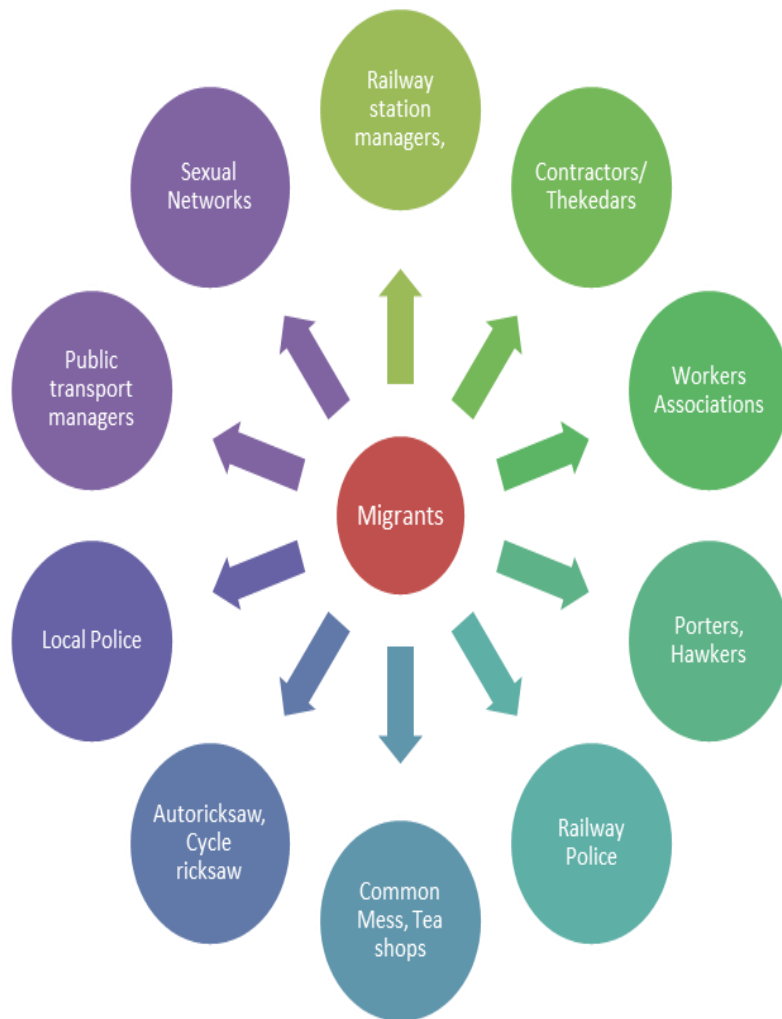 Railway
station
managers,
Contractors/
Thekedars
Workers
Associations
Porters,
Hawkers
Railway
Police
Common
Mess, Tea
shops
Autoricksaw,
Cycle
ricksaw
Local Police
Public
transport
managers
Sexual
Networks
Migrants